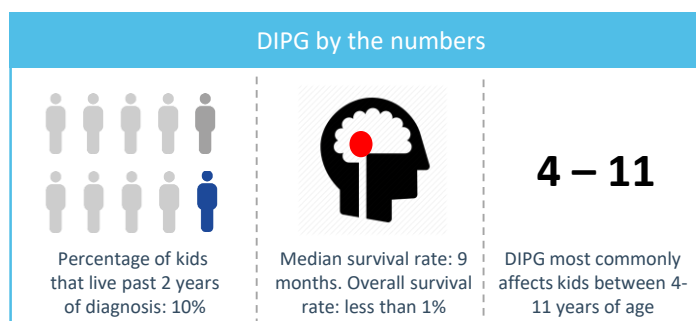 DIPG by the numbers
Percentage of kids
that live past 2 years
of diagnosis: 10%
Median survival rate: 9
months. Overall survival
rate: less than 1%
4 – 11
DIPG most commonly
affects kids between 4-
11 years of age